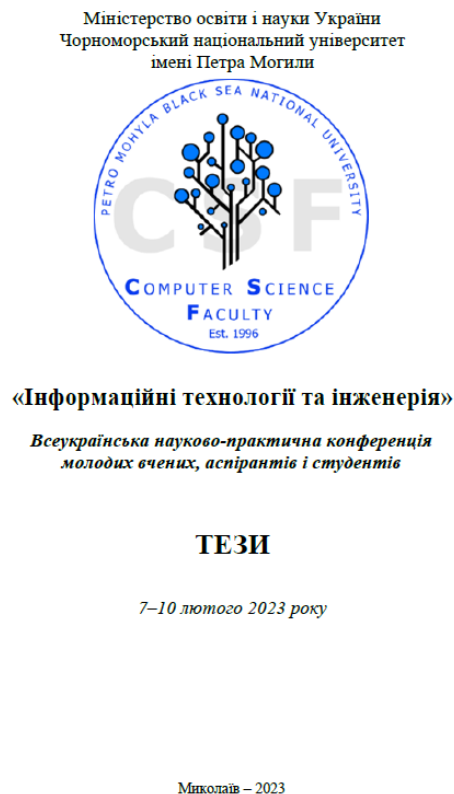 Міністерство освіти і науки України
Чорноморський національний університет
імені Петра Могили
PETRO MOHYLA BLACK SEA NATIONAL UNIVERSITY
CSF
COMPUTER SCIENCE
FACULTY
Est. 1996
«Інформаційні технології та інженерія»
Всеукраїнська науково-практична конференція
молодих вчених, аспірантів і студентів
ТЕЗИ
7–10 лютого 2023 року
Миколаїв – 2023